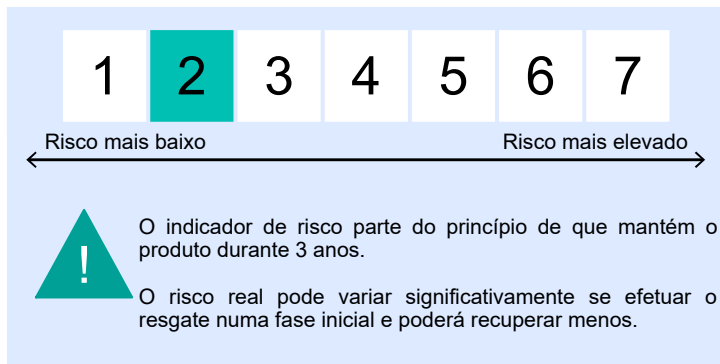 1 2 3 4 5 6 7
Risco mais baixo Risco mais elevado
!
O indicador de risco parte do princípio de que mantém o
produto durante 3 anos.
O risco real pode variar significativamente se efetuar o
resgate numa fase inicial e poderá recuperar menos.